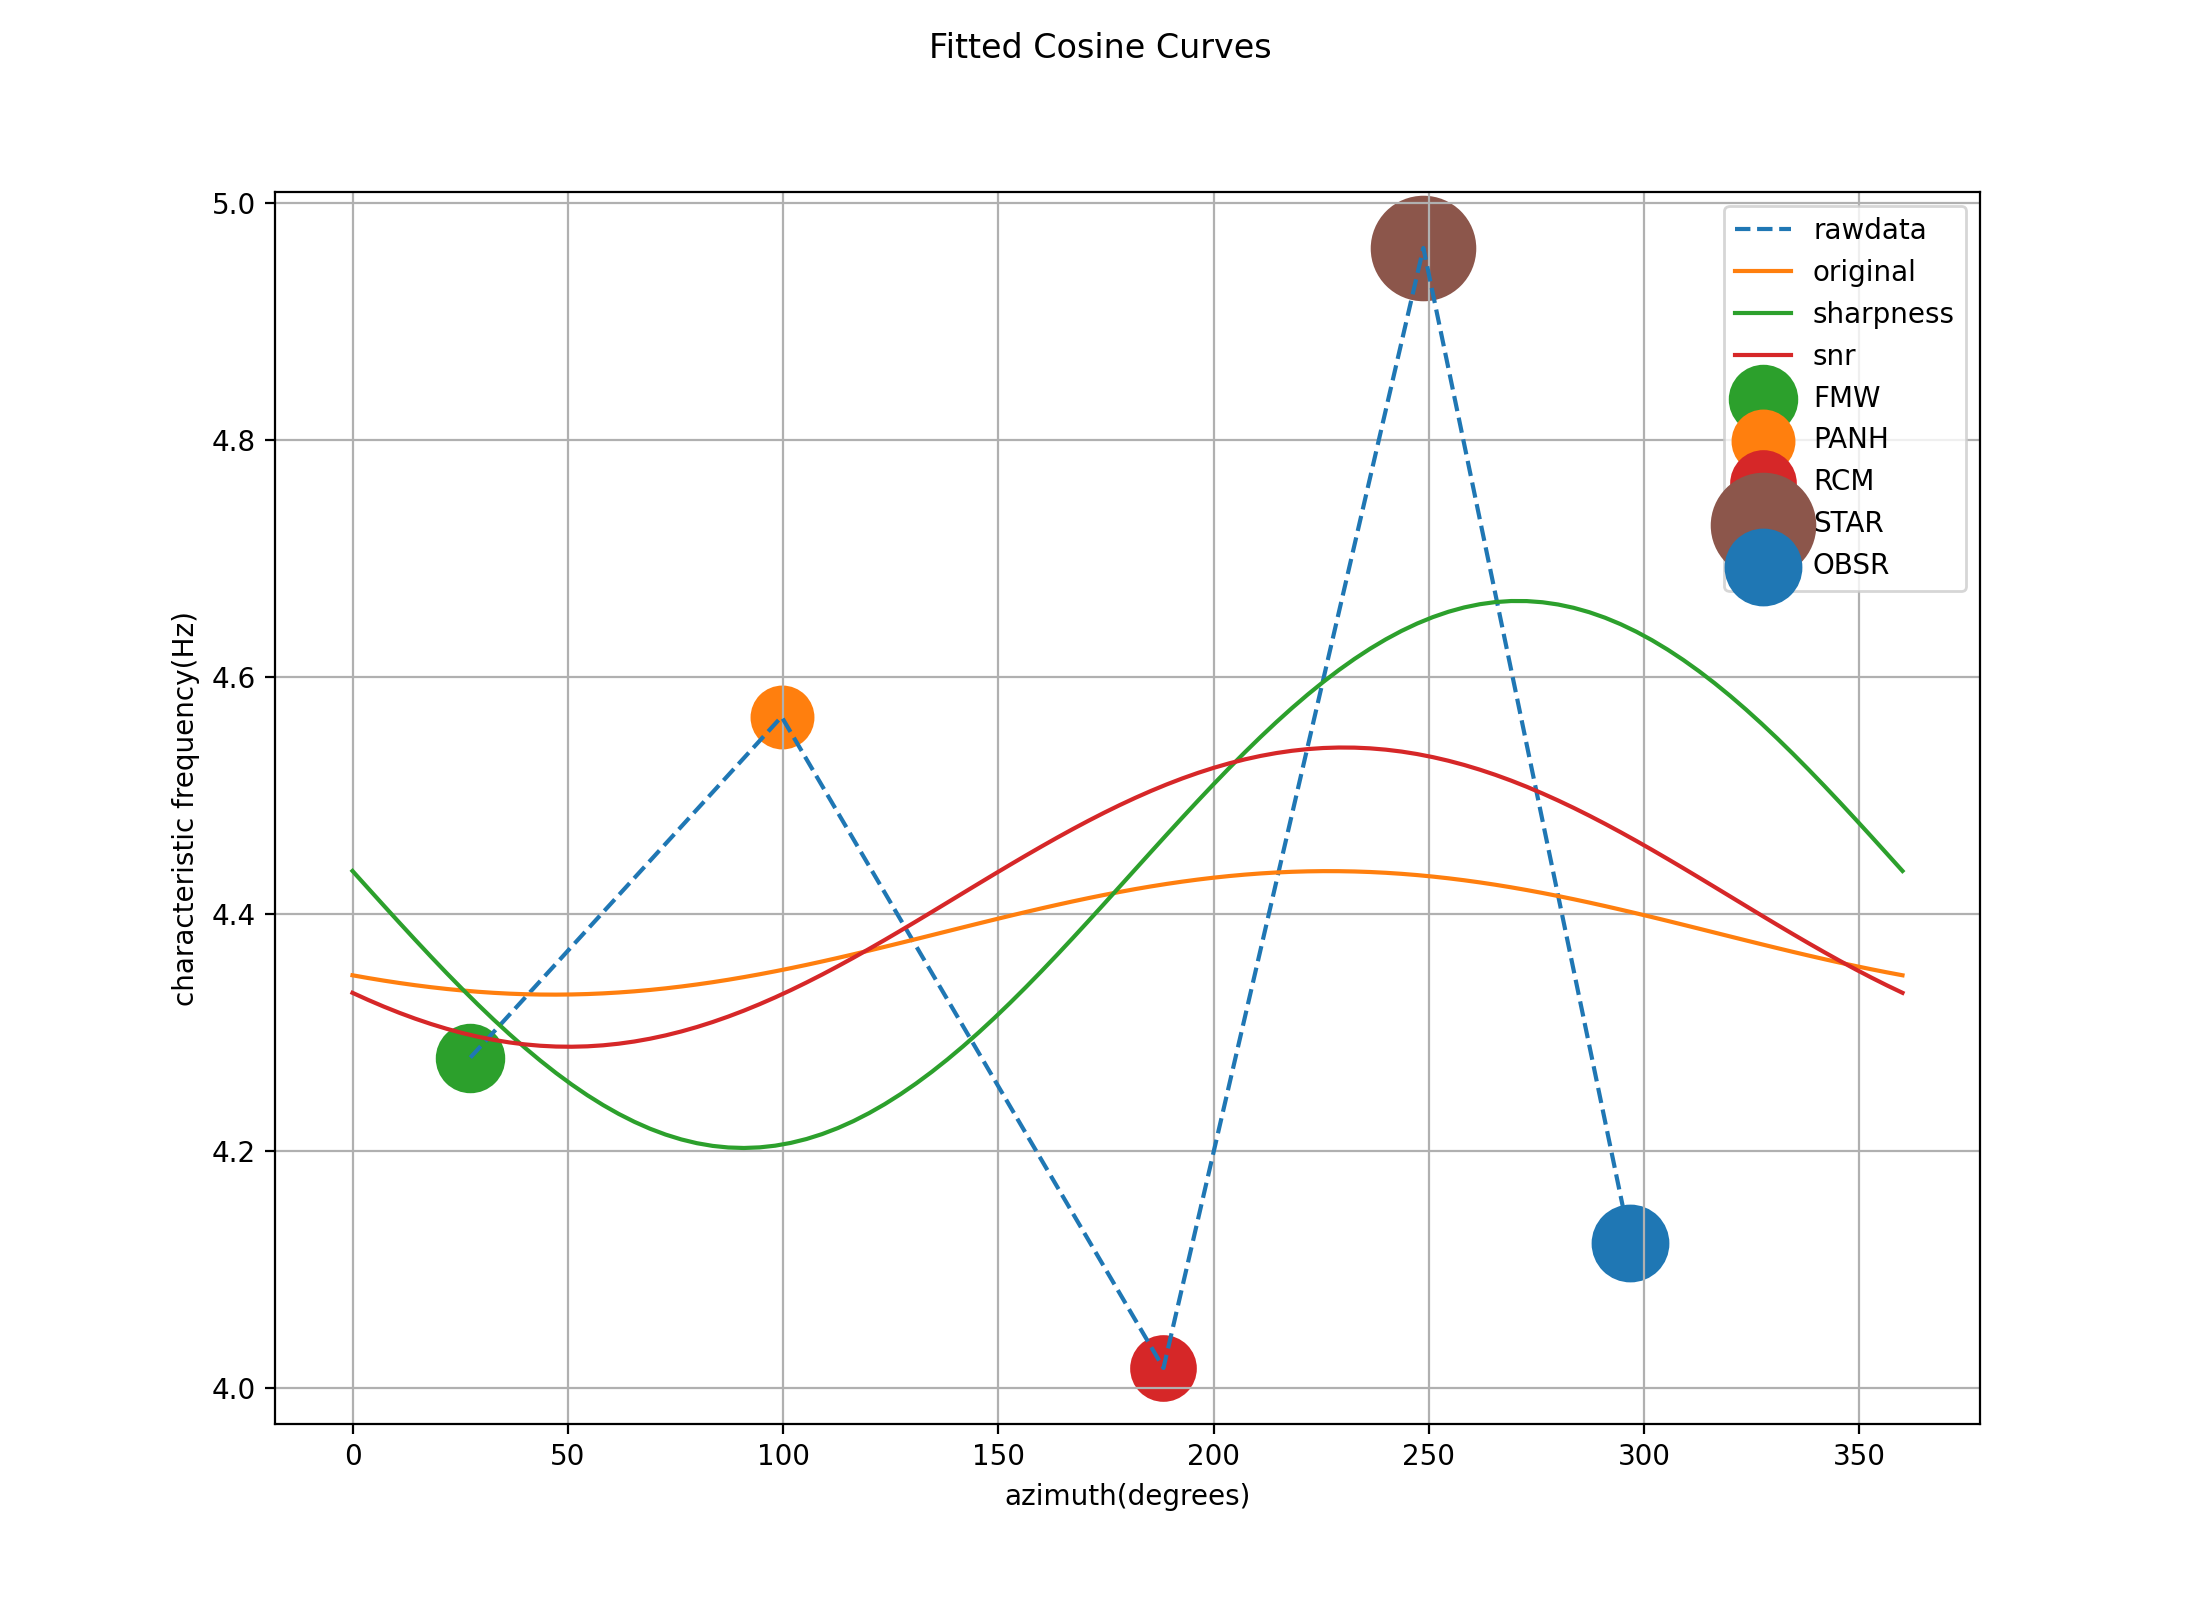 Fitted Cosine Curves
5.0
4.8
4.6
4.4
4.2
4.0
characteristic frequency(Hz)
rawdata
original
sharpness
snr
FMW
PANH
RCM
STAR
OBSR
0 50 100 150 200 250 300 350
azimuth(degrees)